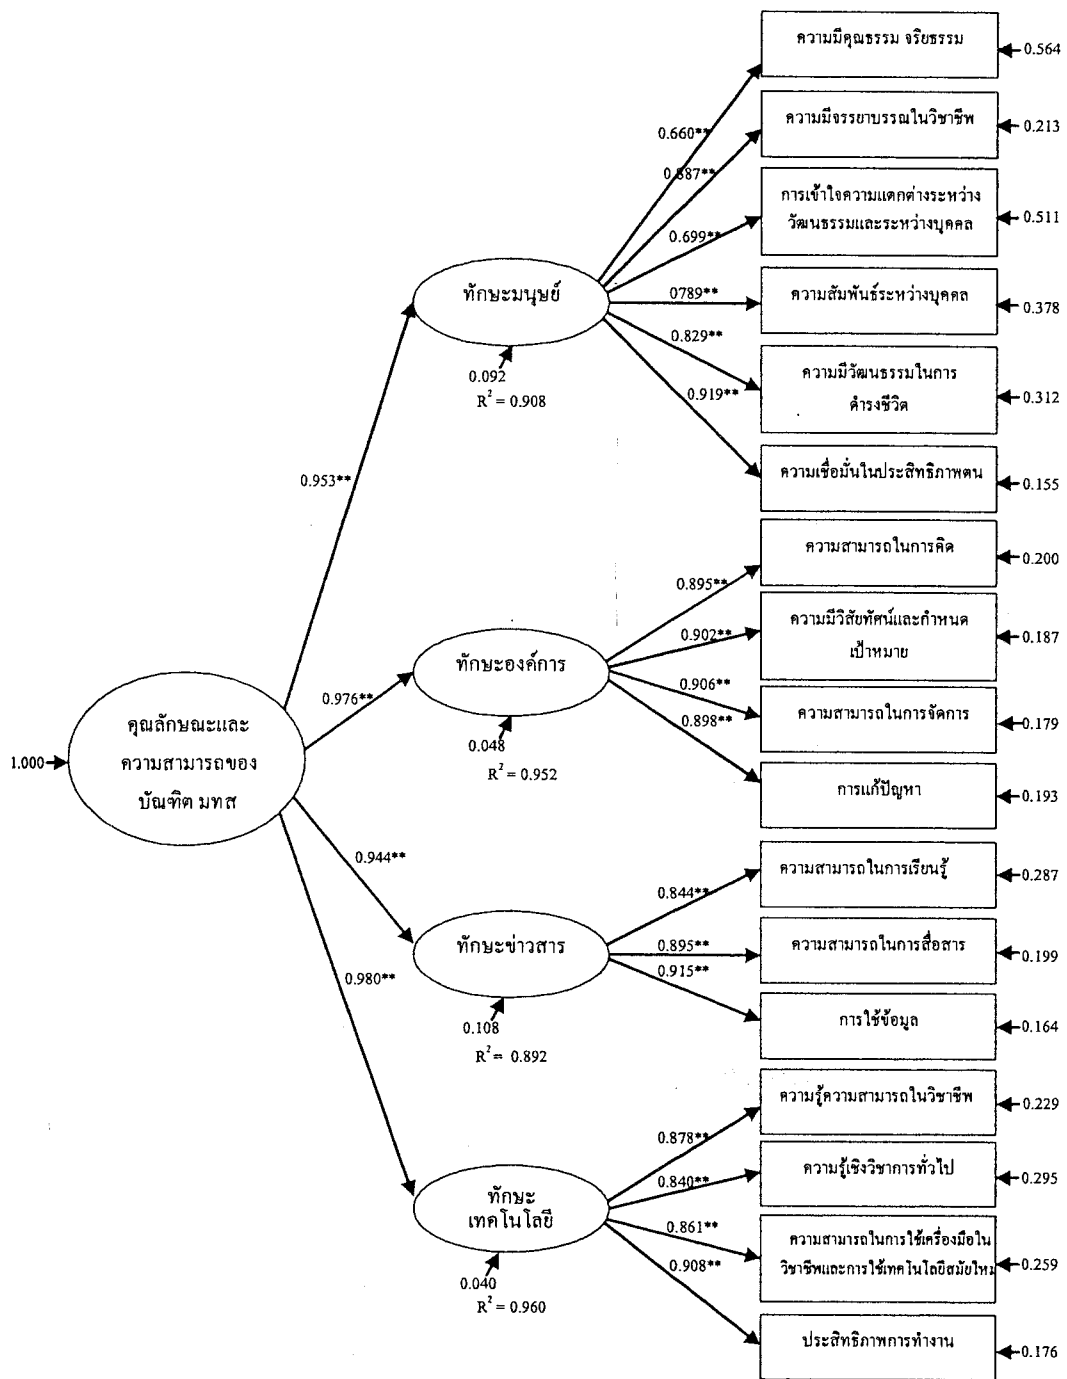 ความมีคุณธรรม จริยธรรม
0.564
0.660**
ความมีจรรยาบรรณในวิชาชีพ
0.213
0.887**
การเข้าใจความแตกต่างระหว่าง
วัฒนธรรมและระหว่างบุคคล
0.511
0.699**
ทักษะมนุษย์
0789**
ความสัมพันธ์ระหว่างบุคคล
0.378
0.829**
ความมีวัฒนธรรมในการ
ดำรงชีวิต
0.312
0.092
R² = 0.908
0.919**
ความเชื่อมั่นในประสิทธิภาพตน
0.155
0.953**
ความสามารถในการคิด
0.200
0.895**
ความมีวิสัยทัศน์และกำหนด
เป้าหมาย
0.187
0.902**
ทักษะองค์การ
0.976**
0.906**
ความสามารถในการจัดการ
0.179
0.898**
0.048
R² = 0.952
การแก้ปัญหา
0.193
1.000
คุณลักษณะและ
ความสามารถของ
บัณฑิต มทส
0.944**
ความสามารถในการเรียนรู้
0.287
0.844**
ทักษะข่าวสาร
0.895**
ความสามารถในการสื่อสาร
0.199
0.915**
0.980**
0.108
R² = 0.892
การใช้ข้อมูล
0.164
ความรู้ความสามารถในวิชาชีพ
0.229
0.878**
ความรู้เชิงวิชาการทั่วไป
0.295
0.840**
ทักษะ
เทคโนโลยี
0.861**
ความสามารถในการใช้เครื่องมือใน
วิชาชีพและการใช้เทคโนโลยีสมัยใหม่
0.259
0.908**
0.040
R² = 0.960
ประสิทธิภาพการทำงาน
0.176